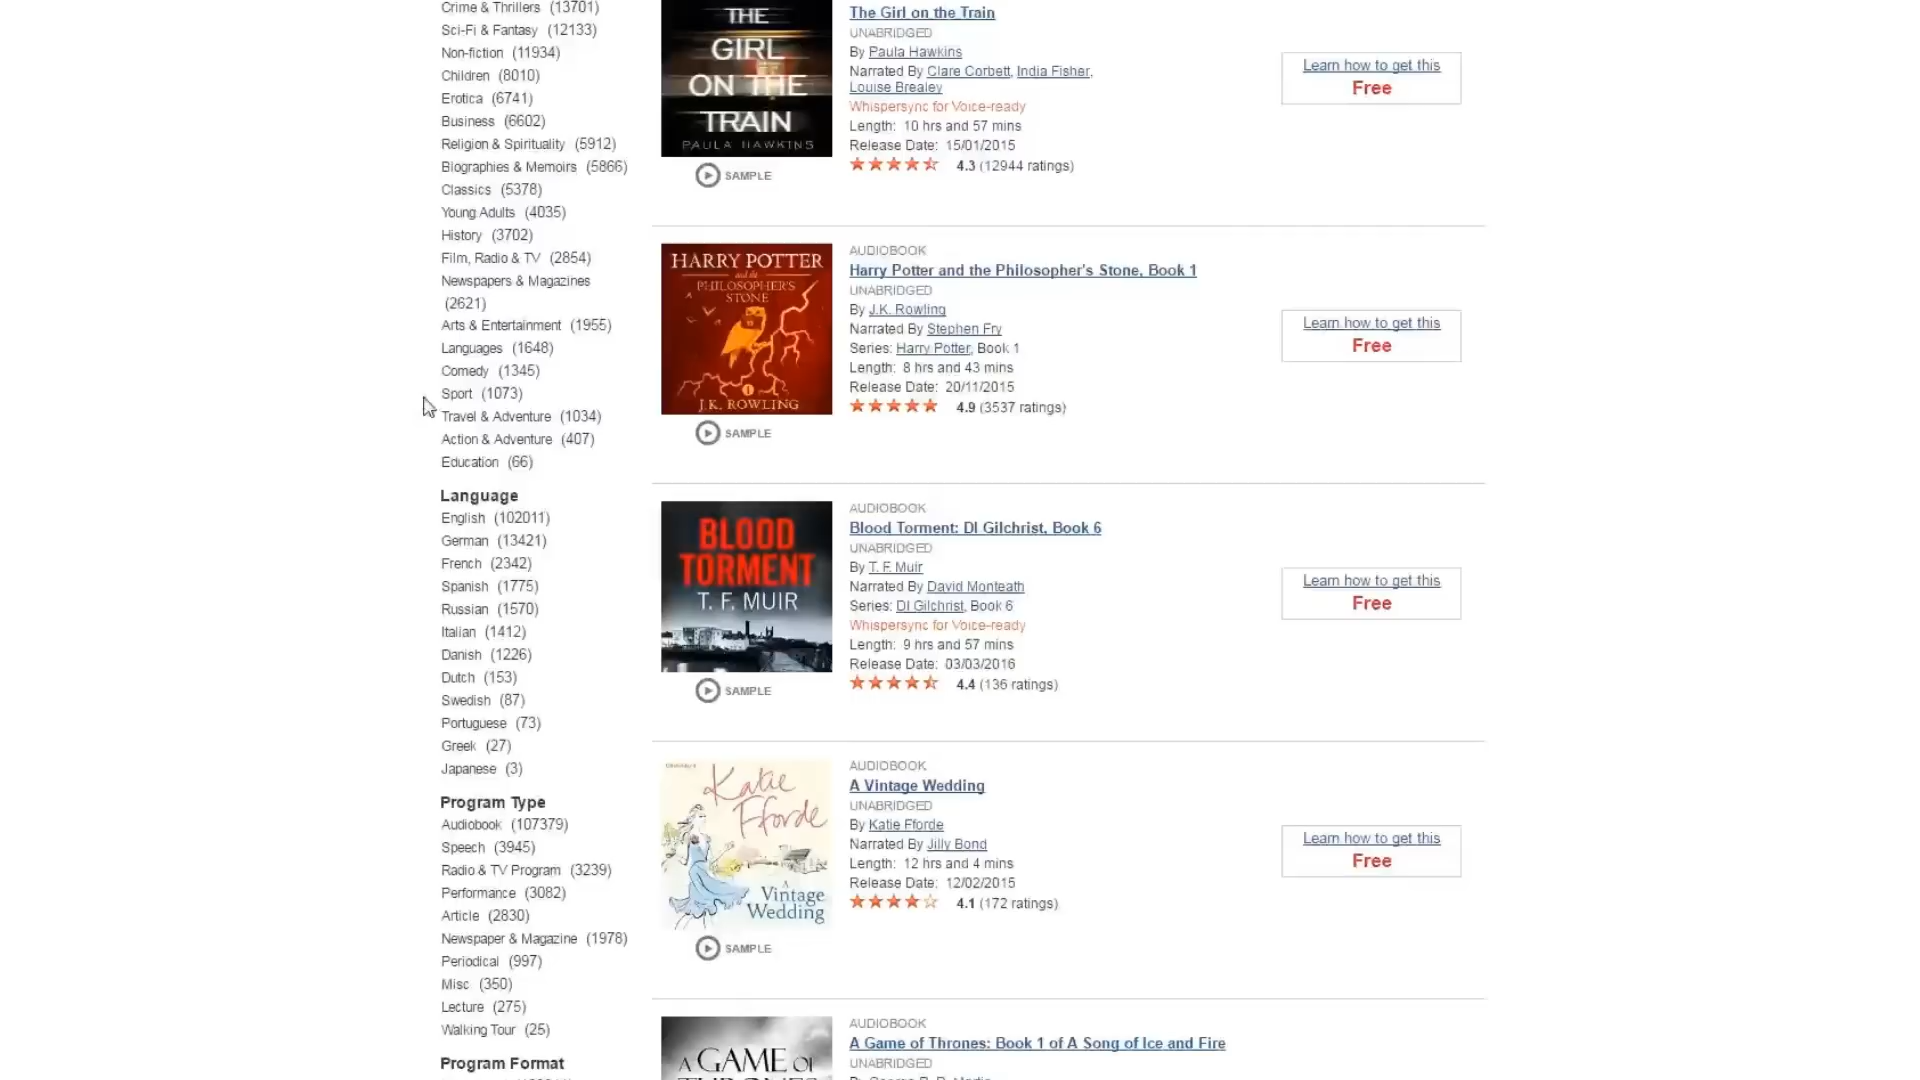 Crime & Thrillers (13701)
Sci-Fi & Fantasy (12133)
Non-fiction (11934)
Children (8010)
Erotica (6741)
Business (6602)
Religion & Spirituality (5912)
Biographies & Memoirs (5866)
Classics (5378)
Young Adults (4035)
History (3702)
Film, Radio & TV (2854)
Newspapers & Magazines
(2621)
Arts & Entertainment (1955)
Languages (1648)
Comedy (1345)
Sport (1073)
Travel & Adventure (1034)
Action & Adventure (407)
Education (66)
Language
English (102011)
German (13421)
French (2342)
Spanish (1775)
Russian (1570)
Italian (1412)
Danish (1226)
Dutch (153)
Swedish (87)
Portuguese (73)
Greek (27)
Japanese (3)
Program Type
Audiobook (107379)
Speech (3945)
Radio & TV Program (3239)
Performance (3082)
Article (2830)
Newspaper & Magazine (1978)
Periodical (997)
Misc (350)
Lecture (275)
Walking Tour (25)
Program Format
THE
GIRL
ON THE
TRAIN
PAULA HAWKINS
SAMPLE
The Girl on the Train
UNABRIDGED
By Paula Hawkins
Narrated By Clare Corbett, India Fisher,
Louise Brealey
Whispersync for Voice-ready
Length: 10 hrs and 57 mins
Release Date: 15/01/2015
4.3 (12944 ratings)
Learn how to get this
Free
HARRY POTTER
and the
PHILOSOPHER'S
STONE
1
J.K. ROWLING
SAMPLE
AUDIOBOOK
Harry Potter and the Philosopher's Stone, Book 1
UNABRIDGED
By J.K. Rowling
Narrated By Stephen Fry
Series: Harry Potter, Book 1
Length: 8 hrs and 43 mins
Release Date: 20/11/2015
4.9 (3537 ratings)
Learn how to get this
Free
BLOOD
TORMENT
T. F. MUIR
SAMPLE
AUDIOBOOK
Blood Torment: DI Gilchrist, Book 6
UNABRIDGED
By T. F. Muir
Narrated By David Monteath
Series: DI Gilchrist, Book 6
Whispersync for Voice-ready
Length: 9 hrs and 57 mins
Release Date: 03/03/2016
4.4 (136 ratings)
Learn how to get this
Free
Katie
Fforde
A
Vintage
Wedding
SAMPLE
AUDIOBOOK
A Vintage Wedding
UNABRIDGED
By Katie Fforde
Narrated By Jilly Bond
Length: 12 hrs and 4 mins
Release Date: 12/02/2015
4.1 (172 ratings)
Learn how to get this
Free
A GAME OF
AUDIOBOOK
A Game of Thrones: Book 1 of A Song of Ice and Fire
UNABRIDGED